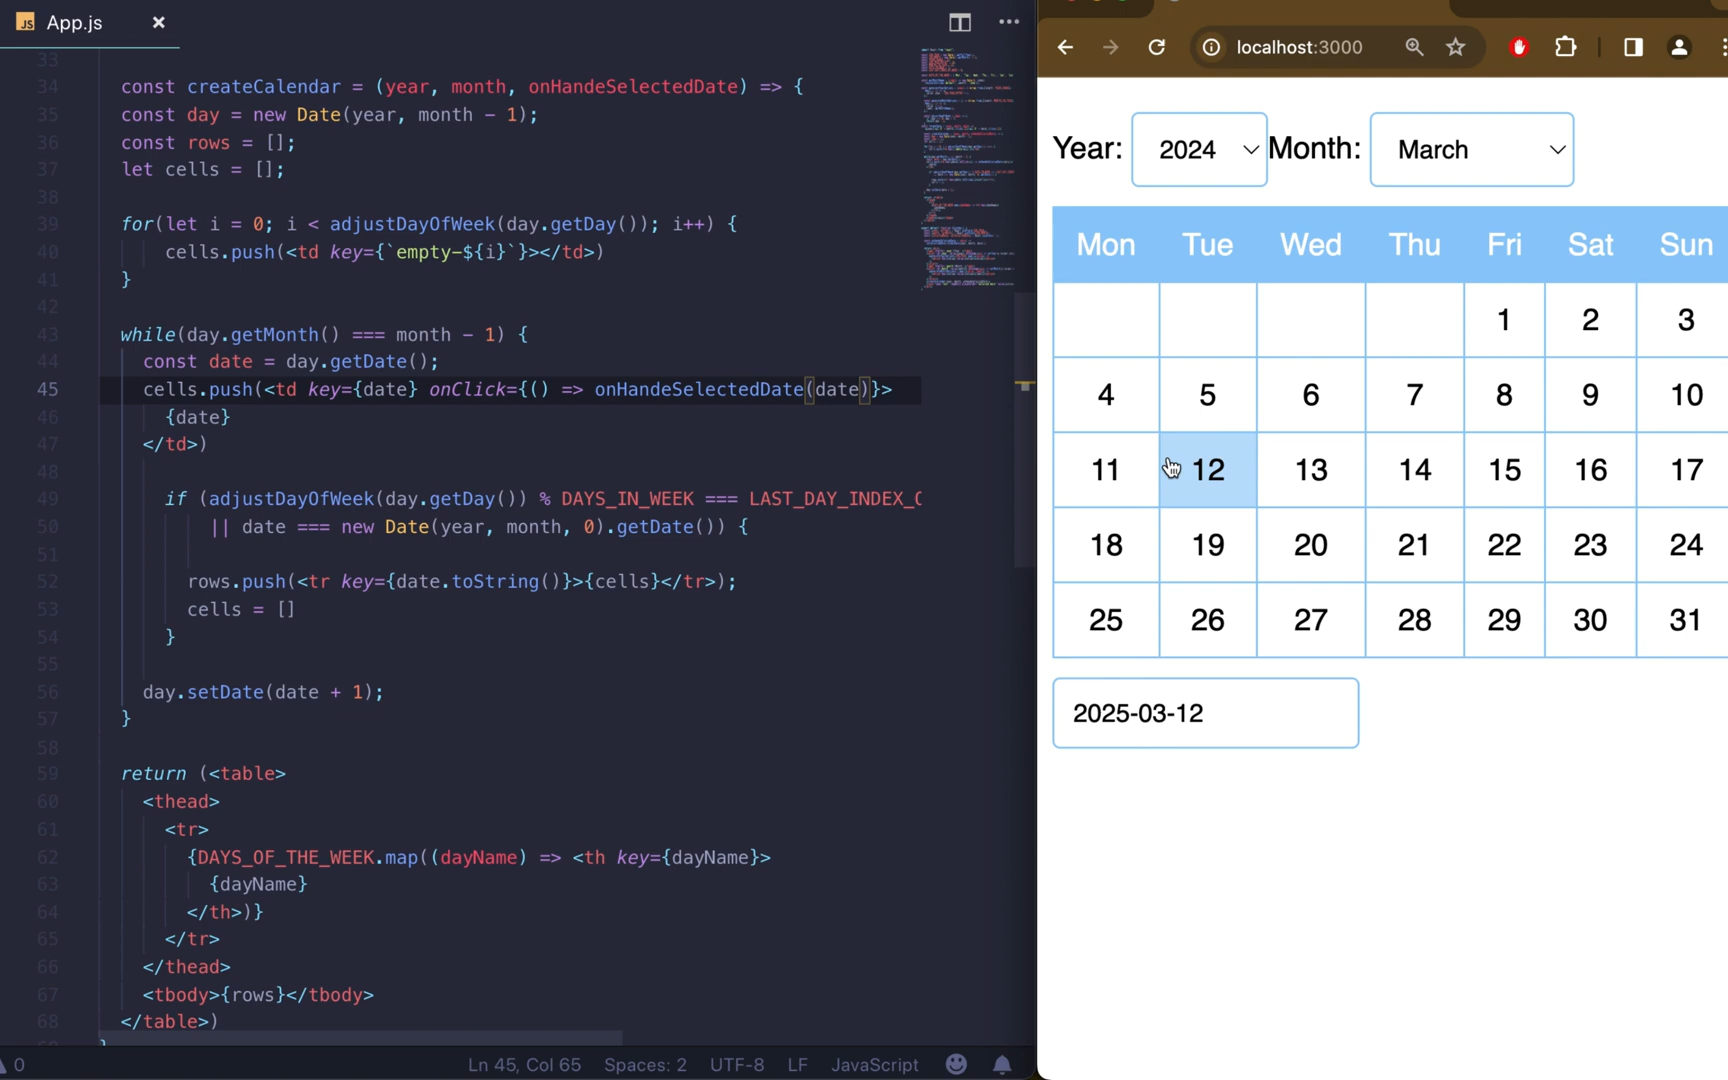 JS App.js
33
34 const createCalendar = (year, month, onHandeSelectedDate) => {
35 const day = new Date(year, month - 1);
36 const rows = [];
37 let cells = [];
38
39 for(let i = 0; i < adjustDayOfWeek(day.getDay()); i++) {
40 cells.push(<td key={`empty-${i}`}></td>)
41 }
42
43 while(day.getMonth() === month - 1) {
44 const date = day.getDate();
45 cells.push(<td key={date} onClick={() => onHandeSelectedDate(date)}>
46 {date}
47 </td>)
48
49 if (adjustDayOfWeek(day.getDay()) % DAYS_IN_WEEK === LAST_DAY_INDEX_
50 || date === new Date(year, month, 0).getDate()) {
51
52 rows.push(<tr key={date.toString()}>{cells}</tr>);
53 cells = []
54 }
55
56 day.setDate(date + 1);
57 }
58
59 return (<table>
60 <thead>
61 <tr>
62 {DAYS_OF_THE_WEEK.map((dayName) => <th key={dayName}>
63 {dayName}
64 </th>)}
65 </tr>
66 </thead>
67 <tbody>{rows}</tbody>
68 </table>)
0 Ln 45, Col 65 Spaces: 2 UTF-8 LF JavaScript
localhost:3000
Year: 2024 Month: March
Mon Tue Wed Thu Fri Sat Sun
1 2 3
4 5 6 7 8 9 10
11 12 13 14 15 16 17
18 19 20 21 22 23 24
25 26 27 28 29 30 31
2025-03-12